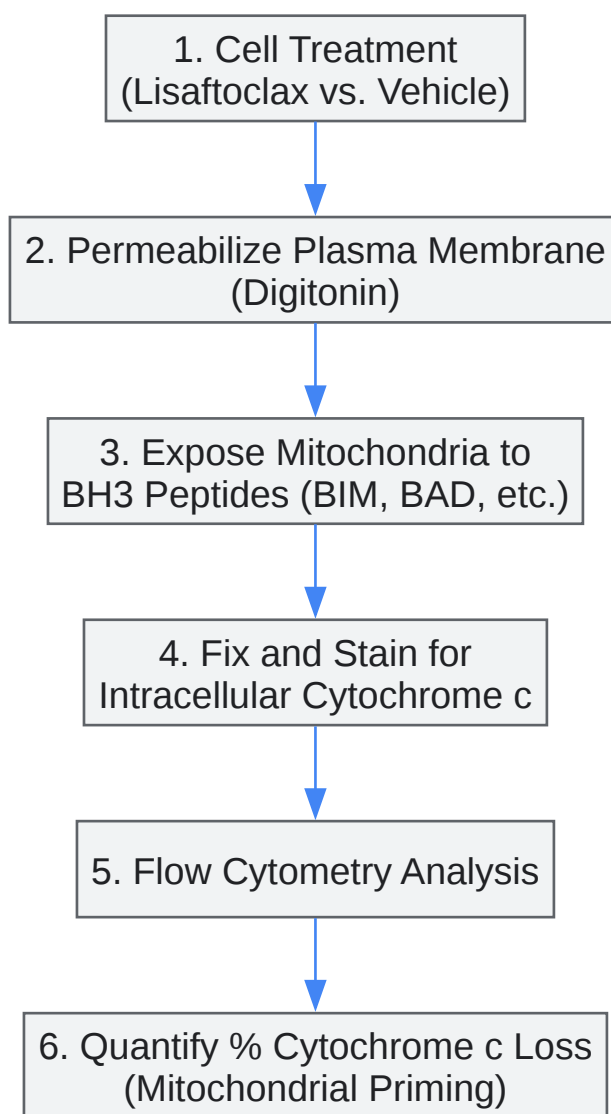 1. Cell Treatment
(Lisaftoclax vs. Vehicle)
2. Permeabilize Plasma Membrane
(Digitonin)
3. Expose Mitochondria to
BH3 Peptides (BIM, BAD, etc.)
4. Fix and Stain for
Intracellular Cytochrome c
5. Flow Cytometry Analysis
6. Quantify % Cytochrome c Loss
(Mitochondrial Priming)